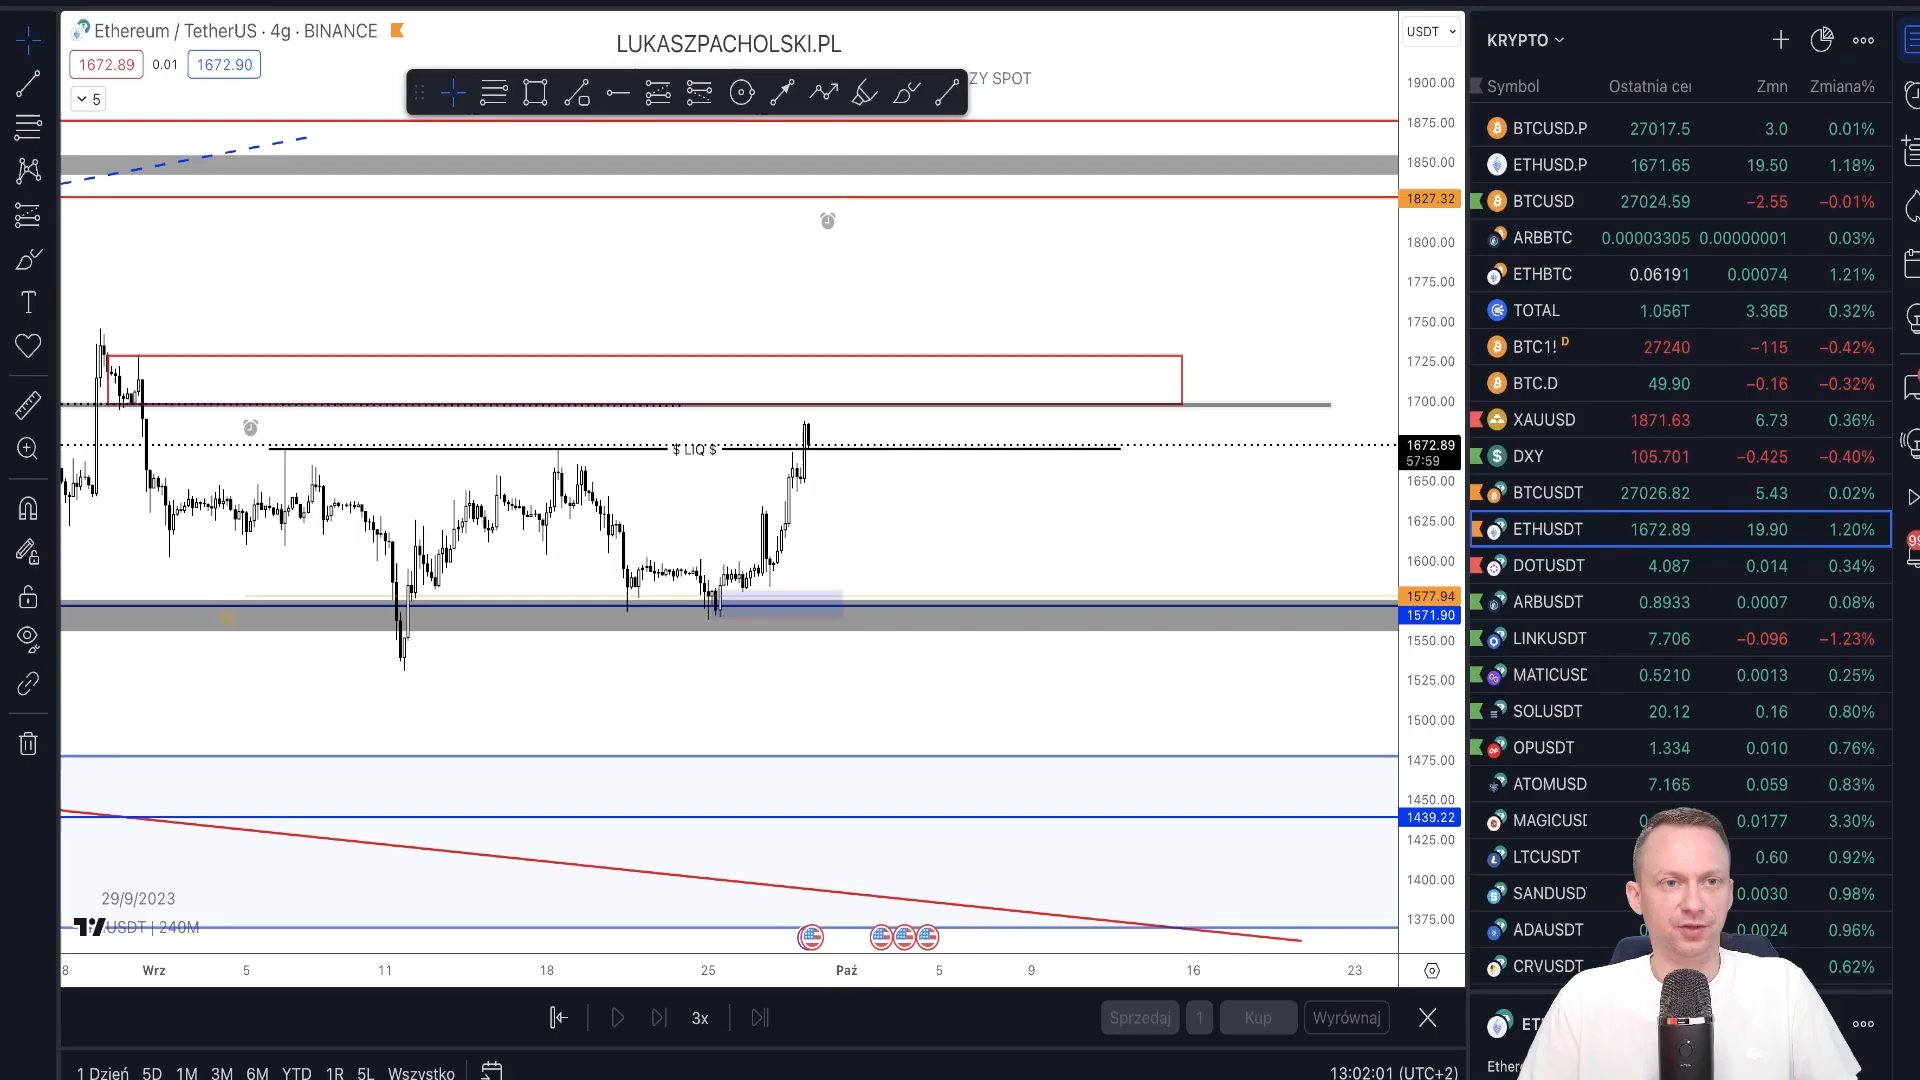 Ethereum / TetherUS · 4g · BINANCE
1672.89 0.01 1672.90
5
LUKASZPACHOLSKI.PL
ZY SPOT
USDT
1900.00
1875.00
1850.00
1827.32
1800.00
1775.00
1750.00
1725.00
1700.00
1672.89
57:59
1650.00
1625.00
1600.00
1577.94
1571.90
1550.00
1525.00
1500.00
1475.00
1450.00
1439.22
1425.00
1400.00
1375.00
$ LIQ $
29/9/2023
USDT | 240M
8 Wrz 5 11 18 25 Paź 5 9 16 23
3x
Sprzedaj 1 Kup Wyrównaj
1 Dzień 5D 1M 3M 6M YTD 1R 5L Wszystko
13:02:01 (UTC+2)
KRYPTO
Symbol Ostatnia cei Zmn Zmiana%
BTCUSD.P 27017.5 3.0 0.01%
ETHUSD.P 1671.65 19.50 1.18%
BTCUSD 27024.59 −2.55 −0.01%
ARBBTC 0.00003305 0.00000001 0.03%
ETHBTC 0.06191 0.00074 1.21%
TOTAL 1.056T 3.36B 0.32%
BTC1! D 27240 −115 −0.42%
BTC.D 49.90 −0.16 −0.32%
XAUUSD 1871.63 6.73 0.36%
DXY 105.701 −0.425 −0.40%
BTCUSDT 27026.82 5.43 0.02%
ETHUSDT 1672.89 19.90 1.20%
DOTUSDT 4.087 0.014 0.34%
ARBUSDT 0.8933 0.0007 0.08%
LINKUSDT 7.706 −0.096 −1.23%
MATICUSD 0.5210 0.0013 0.25%
SOLUSDT 20.12 0.16 0.80%
OPUSDT 1.334 0.010 0.76%
ATOMUSD 7.165 0.059 0.83%
MAGICUSD 0. 0.0177 3.30%
LTCUSDT 0.60 0.92%
SANDUSD 0.0030 0.98%
ADAUSDT 0.0024 0.96%
CRVUSDT 0.62%
ET
Ether
99